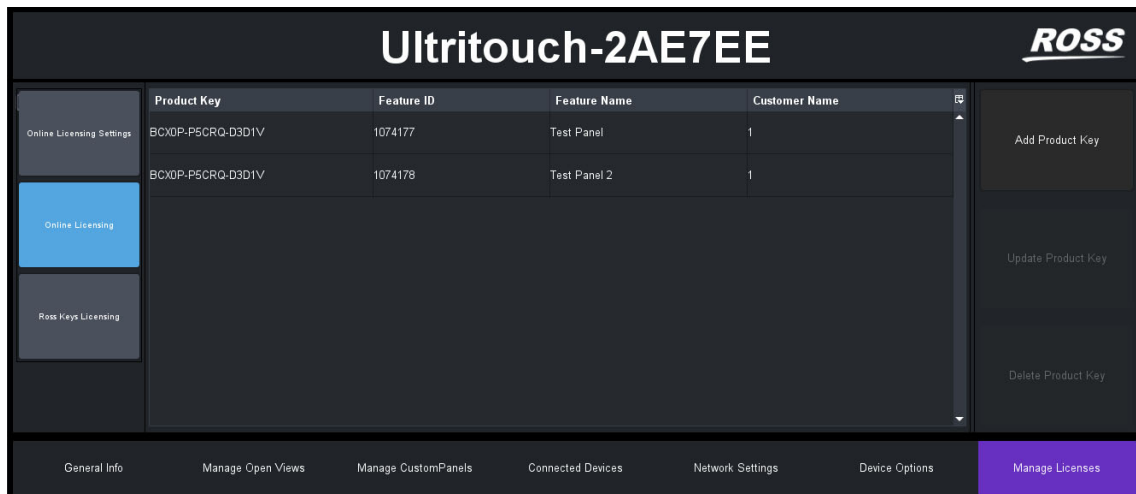 Ultritouch-2AE7EE
ROSS
Online Licensing Settings
Online Licensing
Ross Keys Licensing
Product Key Feature ID Feature Name Customer Name
BCX0P-P5CRQ-D3D1V 1074177 Test Panel 1
BCX0P-P5CRQ-D3D1V 1074178 Test Panel 2 1
Add Product Key
Update Product Key
Delete Product Key
General Info Manage Open Views Manage CustomPanels Connected Devices Network Settings Device Options Manage Licenses